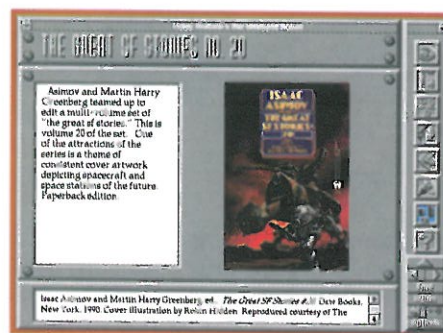 THE GREAT SF STORIES NO. 20
Asimov and Martin Harry
Greenberg teamed up to
edit a multi-volume set of
"the great sf stories." This is
volume 20 of the set. One
of the attractions of the
series is a theme of
consistent cover artwork
depicting spacecraft and
space stations of the future.
Paperback edition.
ISAAC
ASIMOV
THE GREAT
SF STORIES
Isaac Asimov and Martin Harry Greenberg, ed. The Great SF Stories Daw Books,
New York, 1990. Cover illustration by Robin Hidden. Reproduced courtesy of The